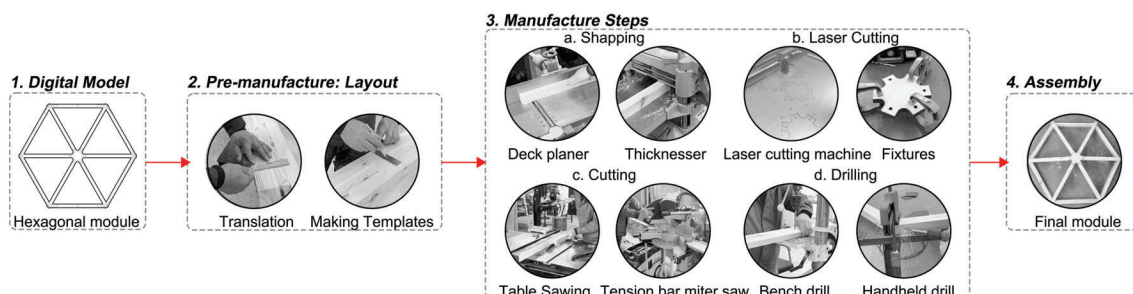 1. Digital Model
Hexagonal module
2. Pre-manufacture: Layout
Translation
Making Templates
3. Manufacture Steps
a. Shapping
Deck planer
Thicknesser
b. Laser Cutting
Laser cutting machine
Fixtures
c. Cutting
Table Sawing
Tension bar miter saw
d. Drilling
Bench drill
Handheld drill
4. Assembly
Final module